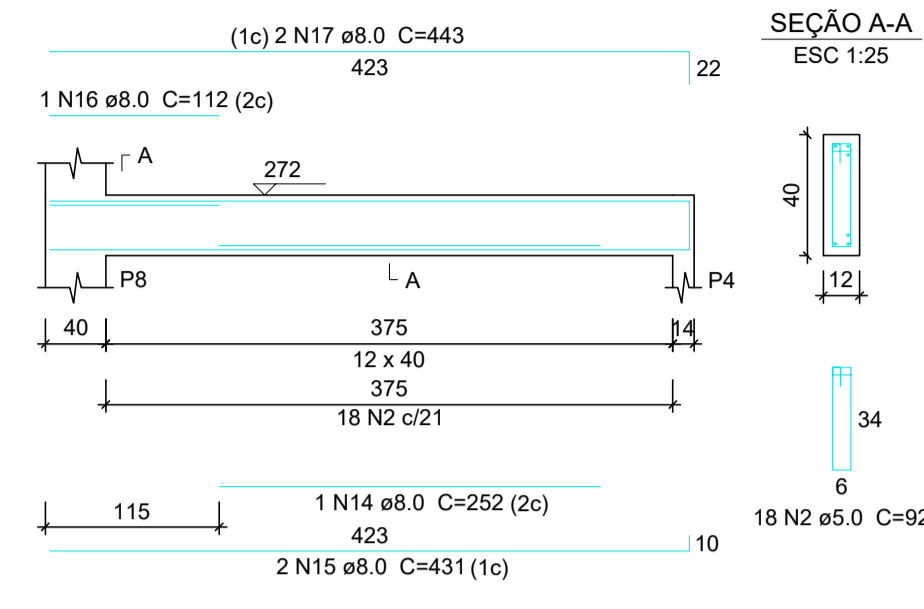 (1c) 2 N17 ø8.0 C=443
423
22
1 N16 ø8.0 C=112 (2c)
SEÇÃO A-A
ESC 1:25
A
272
40
12
P8
A
P4
40
375
14
12 x 40
375
18 N2 c/21
34
6
18 N2 ø5.0 C=92
115
1 N14 ø8.0 C=252 (2c)
423
10
2 N15 ø8.0 C=431 (1c)